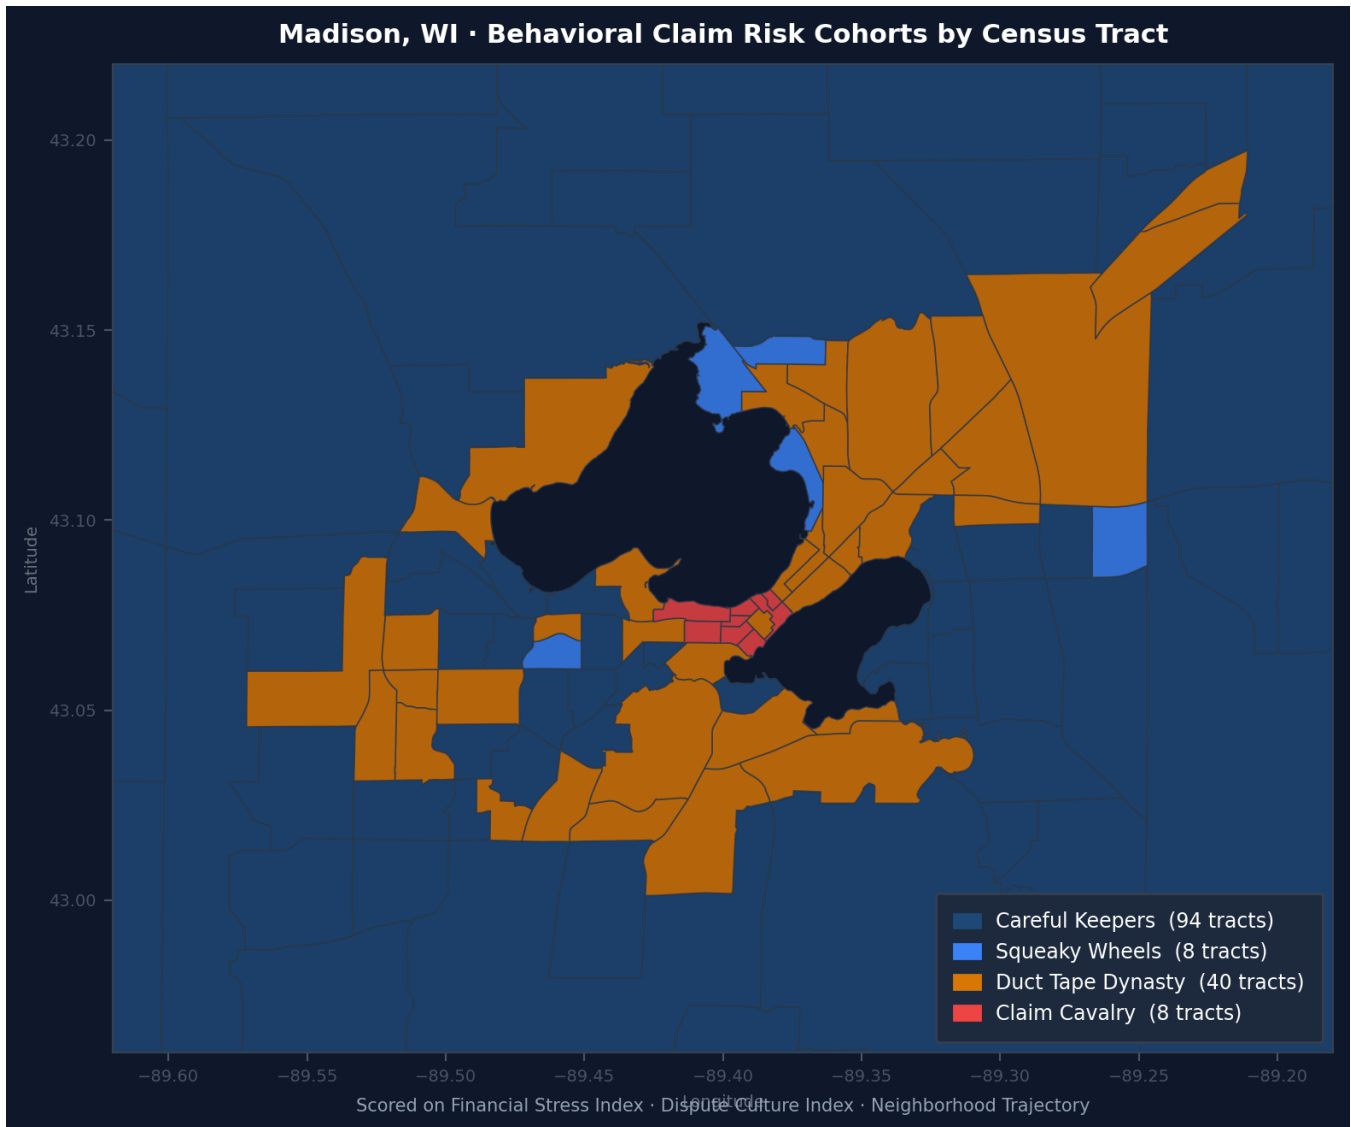 Madison, WI · Behavioral Claim Risk Cohorts by Census Tract
Latitude
43.20
43.15
43.10
43.05
43.00
Careful Keepers (94 tracts)
Squeaky Wheels (8 tracts)
Duct Tape Dynasty (40 tracts)
Claim Cavalry (8 tracts)
−89.60 −89.55 −89.50 −89.45 −89.40 −89.35 −89.30 −89.25 −89.20
Longitude
Scored on Financial Stress Index · Dispute Culture Index · Neighborhood Trajectory